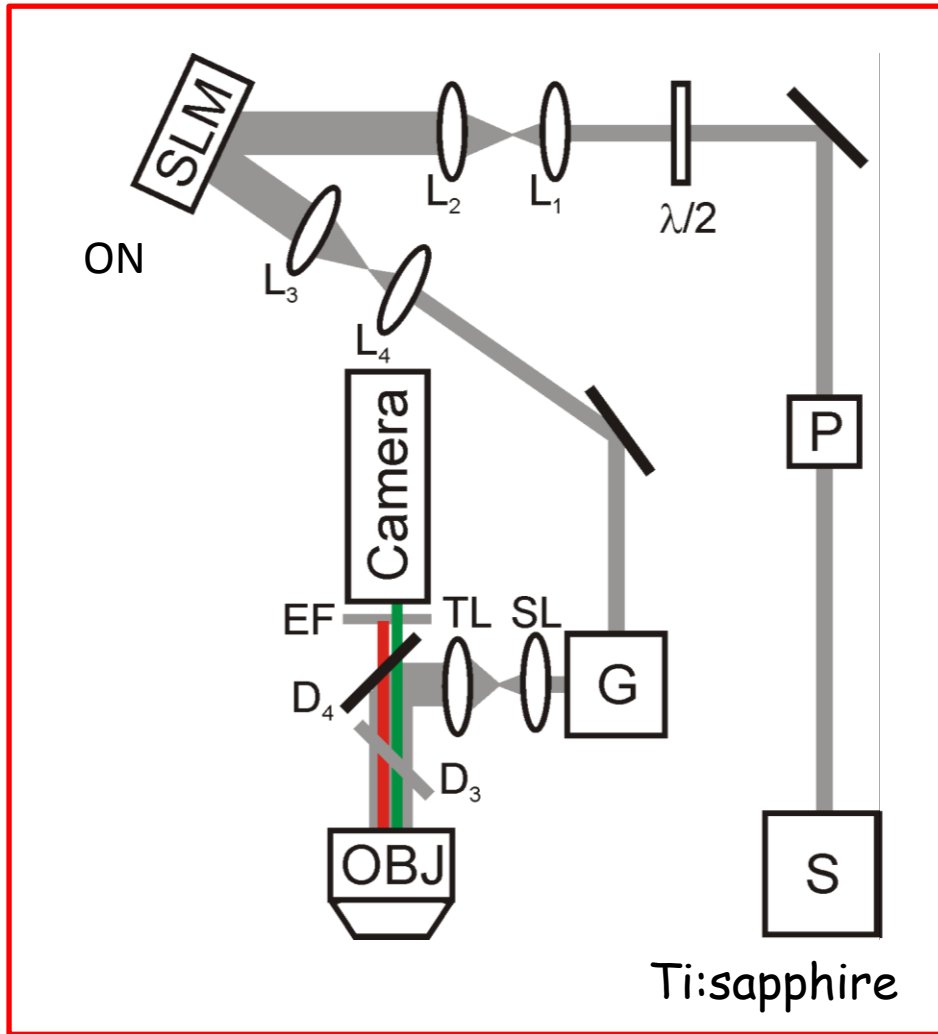 SLM
ON
L₂
L₁
λ/2
L₃
L₄
P
Camera
EF
TL
SL
G
D₄
D₃
OBJ
S
Ti:sapphire